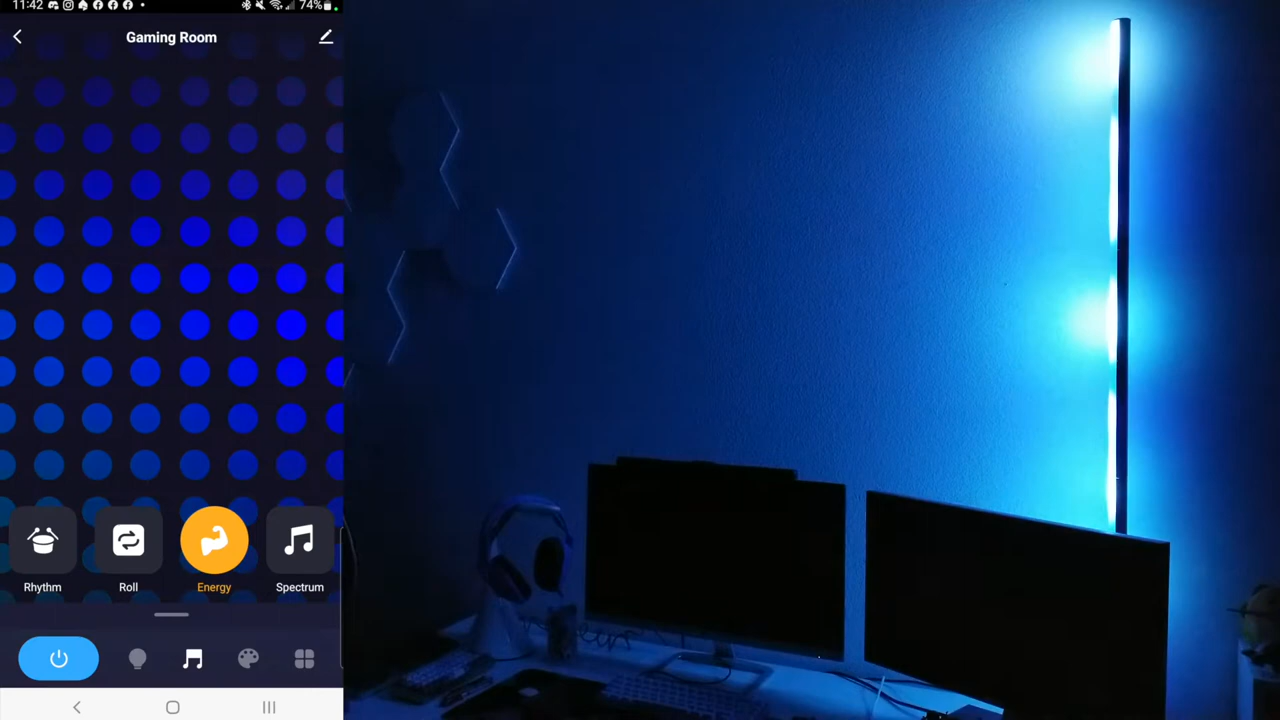 11:42
74%
Gaming Room
Rhythm
Roll
Energy
Spectrum